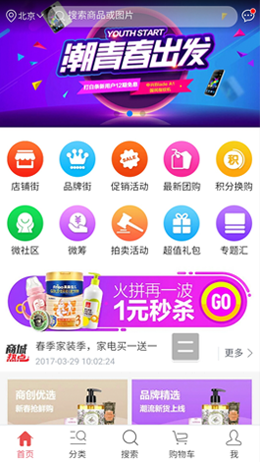 北京
搜索商品或图片
YOUTH START
潮青春出发
打白条新用户12期免息
店铺街 品牌街 促销活动 最新团购 积分换购
SALE
积
微社区 微筹 拍卖活动 超值礼包 专题汇
火拼再一波
1元秒杀
GO
商城热点
春季家装季，家电买一送一
2017-03-29 10:02:24
更多
商创优选
新春抢鲜购
品牌精选
潮流新货上线
首页 分类 搜索 购物车 我